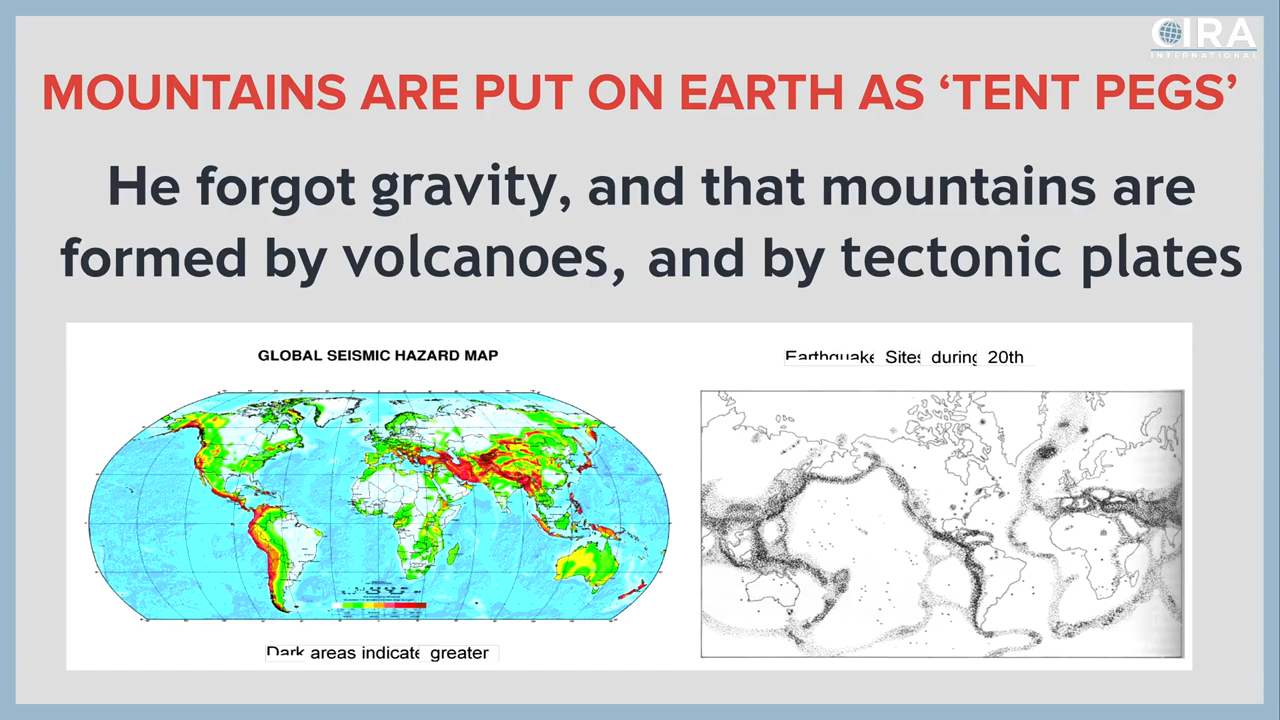 CIRA
INTERNATIONAL
MOUNTAINS ARE PUT ON EARTH AS ‘TENT PEGS’
He forgot gravity, and that mountains are
formed by volcanoes, and by tectonic plates
GLOBAL SEISMIC HAZARD MAP
Earthquake Sites during 20th
Dark areas indicate greater